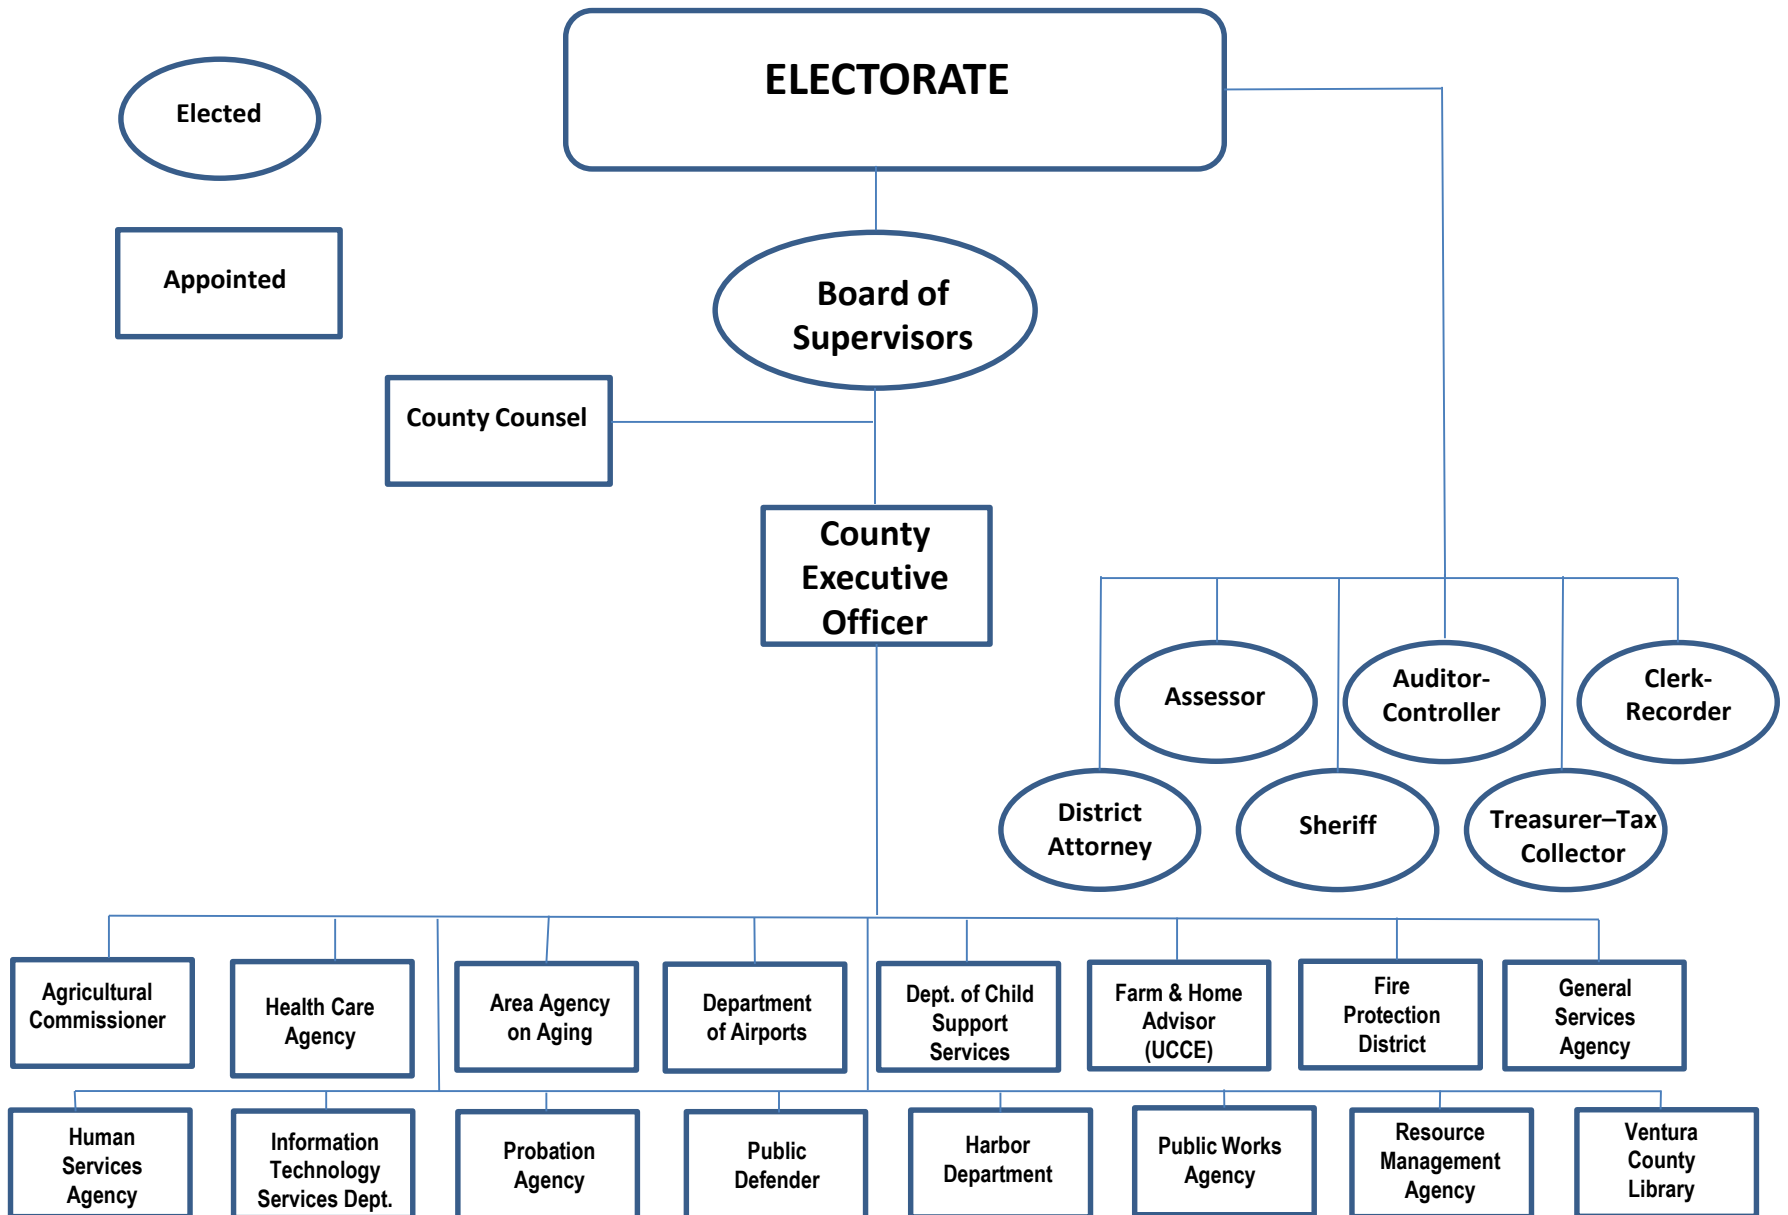 ELECTORATE
Elected
Appointed
Board of
Supervisors
County Counsel
County
Executive
Officer
Assessor
Auditor-
Controller
Clerk-
Recorder
District
Attorney
Sheriff
Treasurer–Tax
Collector
Agricultural
Commissioner
Health Care
Agency
Area Agency
on Aging
Department
of Airports
Dept. of Child
Support
Services
Farm & Home
Advisor
(UCCE)
Fire
Protection
District
General
Services
Agency
Human
Services
Agency
Information
Technology
Services Dept.
Probation
Agency
Public
Defender
Harbor
Department
Public Works
Agency
Resource
Management
Agency
Ventura
County
Library